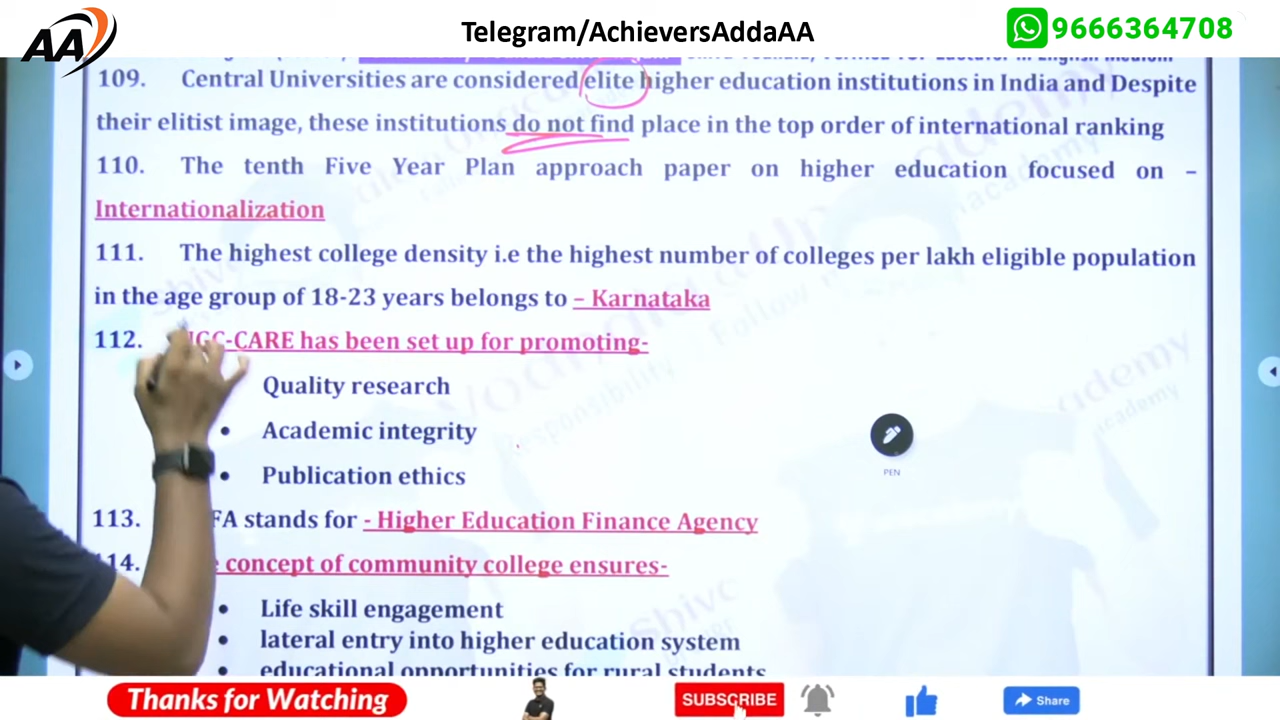 AA
Telegram/AchieversAddaAA
9666364708
109. Central Universities are considered elite higher education institutions in India and Despite
their elitist image, these institutions do not find place in the top order of international ranking
110. The tenth Five Year Plan approach paper on higher education focused on –
Internationalization
111. The highest college density i.e the highest number of colleges per lakh eligible population
in the age group of 18-23 years belongs to – Karnataka
112. GC-CARE has been set up for promoting-
Quality research
• Academic integrity
• Publication ethics
PEN
113. FA stands for - Higher Education Finance Agency
14. concept of community college ensures-
• Life skill engagement
• lateral entry into higher education system
• educational opportunities for rural students
Thanks for Watching
SUBSCRIBE
Share